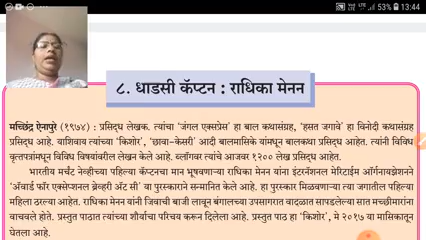 53% 13:44
८. धाडसी कॅप्टन : राधिका मेनन
मच्छिंद्र ऐनापुरे (१९७४) : प्रसिद्ध लेखक. त्यांचा 'जंगल एक्सप्रेस' हा बाल कथासंग्रह, 'हसत जगावे' हा विनोदी कथासंग्रह
प्रसिद्ध आहे. याशिवाय त्यांच्या 'किशोर', 'छावा-केसरी' आदी बालमासिके यांमधून बालकथा प्रसिद्ध आहेत. त्यांनी विविध
वृत्तपत्रांमधून विविध विषयांवरील लेखन केले आहे. ब्लॉगवर त्यांचे आजवर १२०० लेख प्रसिद्ध आहेत.
भारतीय मर्चंट नेव्हीच्या पहिल्या कॅप्टनचा मान भूषवणाऱ्या राधिका मेनन यांना इंटरनॅशनल मेरिटाईम ऑर्गनायझेशनने
'अ‍ॅवॉर्ड फॉर एक्सेप्शनल ब्रेव्हरी अ‍ॅट सी' या पुरस्काराने सन्मानित केले आहे. हा पुरस्कार मिळवणाऱ्या त्या जगातील पहिल्या
महिला ठरल्या आहेत. राधिका मेनन यांनी जिवाची बाजी लावून बंगालच्या उपसागरात वादळात सापडलेल्या सात मच्छीमारांना
वाचवले होते. प्रस्तुत पाठात त्यांच्या शौर्याचा परिचय करून दिलेला आहे. प्रस्तुत पाठ हा 'किशोर', मे २०१७ या मासिकातून
घेतला आहे.